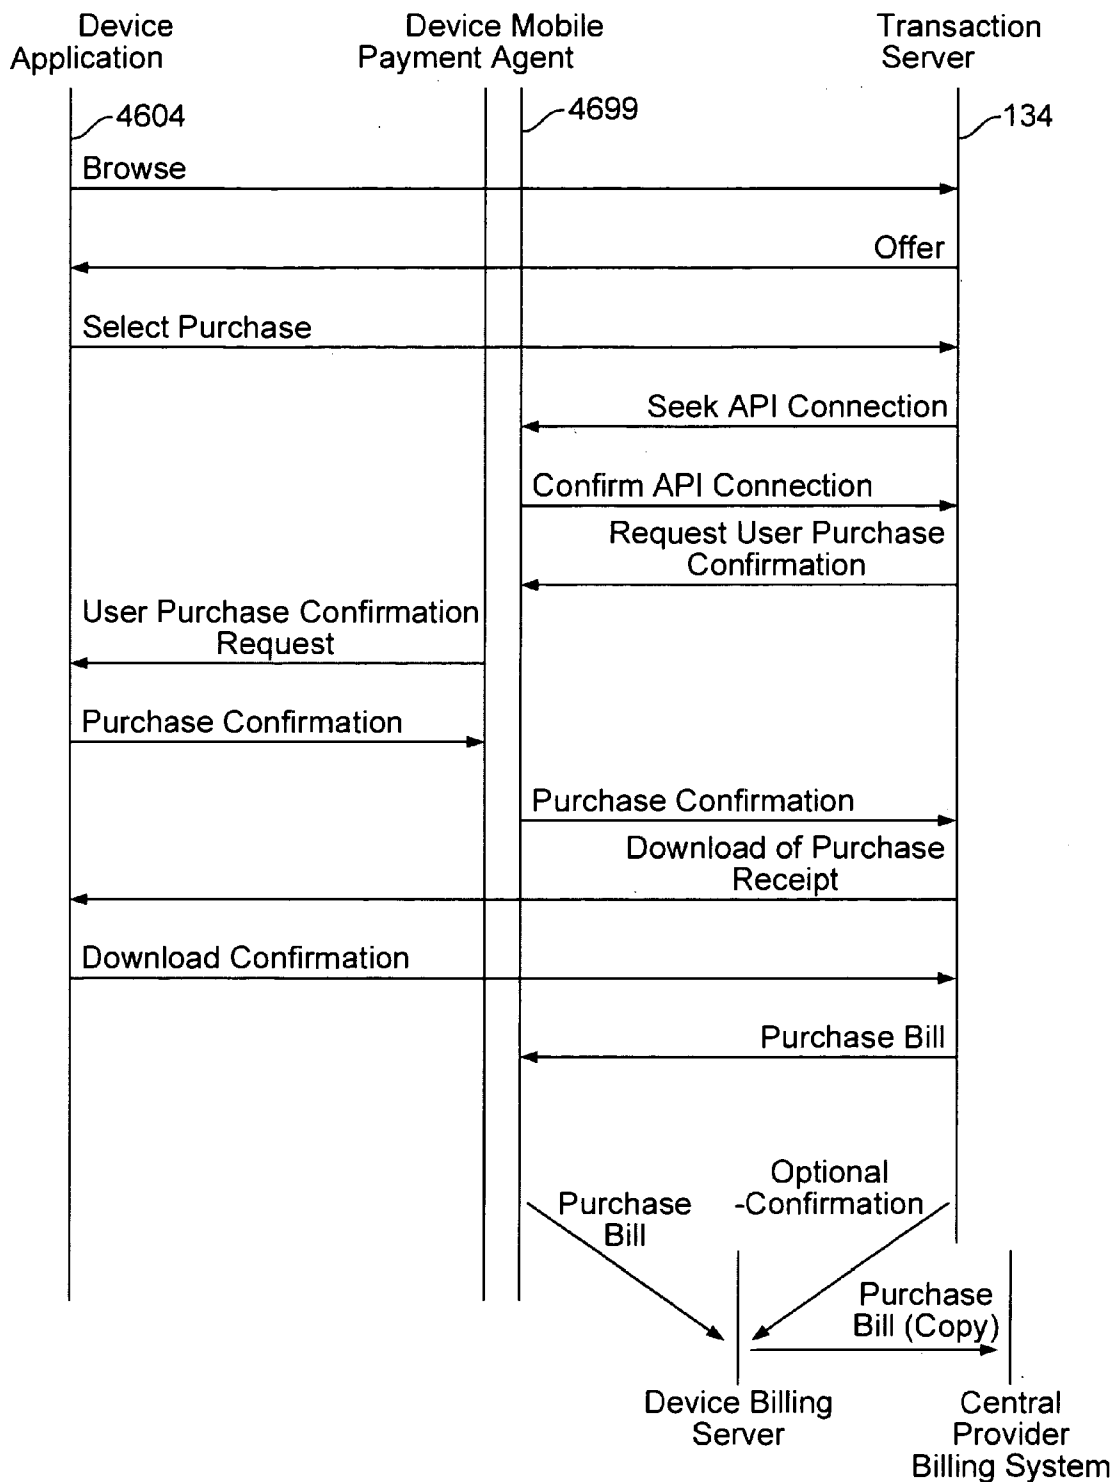 Device
Application
Device Mobile
Payment Agent
Transaction
Server
4604
4699
134
Browse
Offer
Select Purchase
Seek API Connection
Confirm API Connection
Request User Purchase
Confirmation
User Purchase Confirmation
Request
Purchase Confirmation
Purchase Confirmation
Download of Purchase
Receipt
Download Confirmation
Purchase Bill
Purchase
Bill
Optional
-Confirmation
Purchase
Bill (Copy)
Device Billing
Server
Central
Provider
Billing System